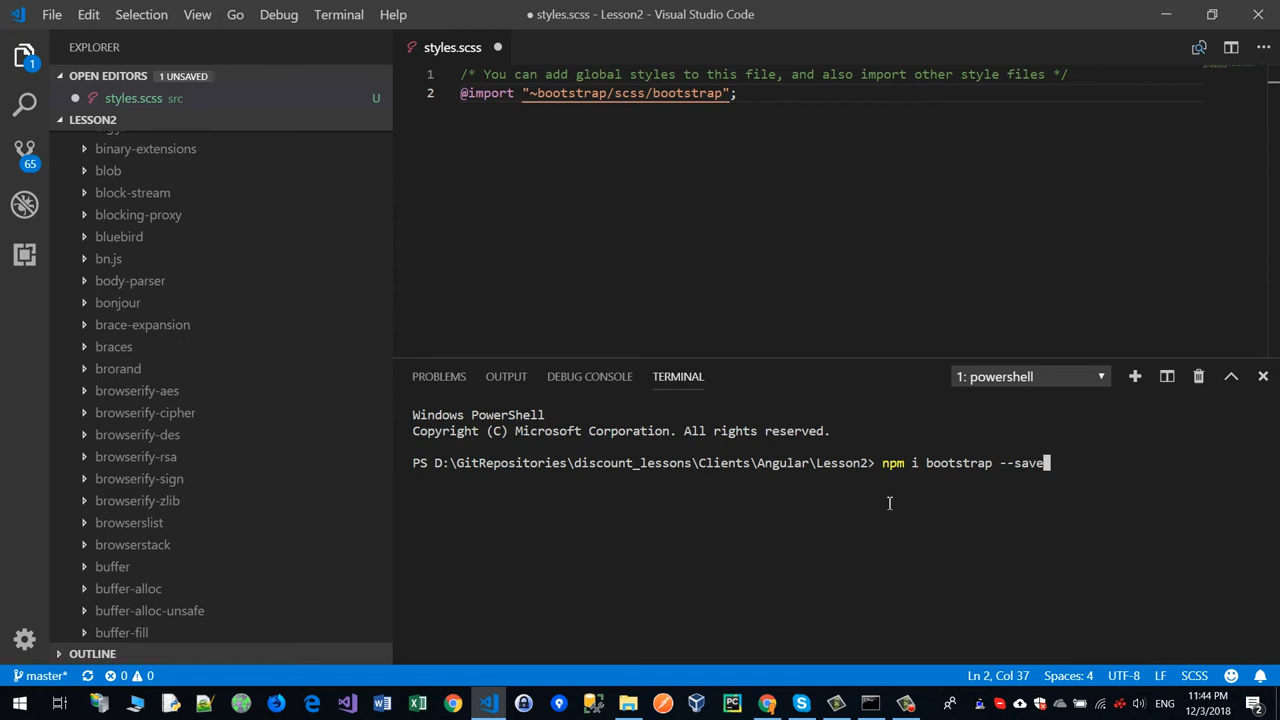 File Edit Selection View Go Debug Terminal Help
● styles.scss - Lesson2 - Visual Studio Code
EXPLORER
OPEN EDITORS 1 UNSAVED
styles.scss src U
LESSON2
binary-extensions
blob
block-stream
blocking-proxy
bluebird
bn.js
body-parser
bonjour
brace-expansion
braces
brorand
browserify-aes
browserify-cipher
browserify-des
browserify-rsa
browserify-sign
browserify-zlib
browserslist
browserstack
buffer
buffer-alloc
buffer-alloc-unsafe
buffer-fill
OUTLINE
1
65
styles.scss
1 /* You can add global styles to this file, and also import other style files */
2 @import "~bootstrap/scss/bootstrap";
PROBLEMS OUTPUT DEBUG CONSOLE TERMINAL
1: powershell
Windows PowerShell
Copyright (C) Microsoft Corporation. All rights reserved.
PS D:\GitRepositories\discount_lessons\Clients\Angular\Lesson2> npm i bootstrap --save
master* 0 0
Ln 2, Col 37 Spaces: 4 UTF-8 LF SCSS
ENG
11:44 PM
12/3/2018